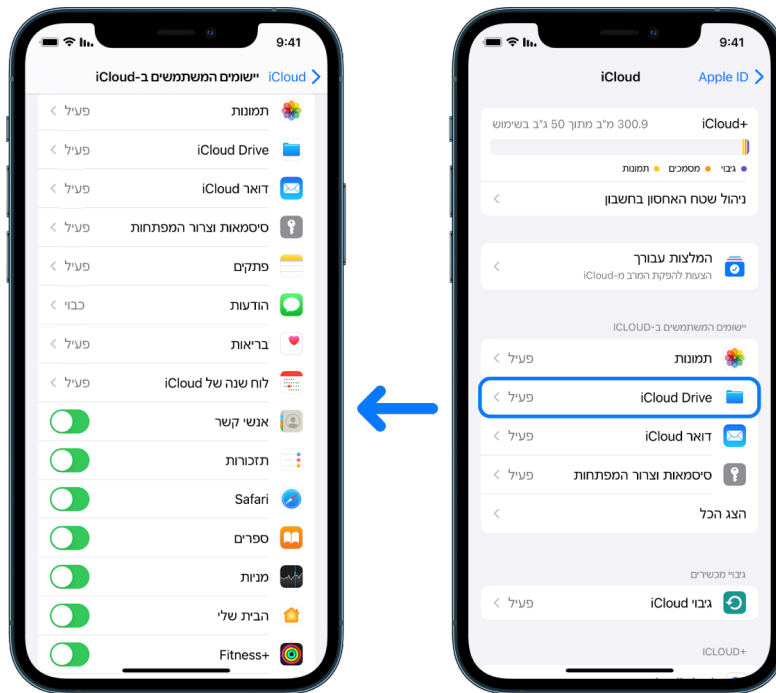 9:41
Apple ID
iCloud
iCloud+
300.9 מ"ב מתוך 50 ג"ב בשימוש
גיבוי
מסמכים
תמונות
ניהול שטח האחסון בחשבון
המלצות עבורך
הצעות להפקת המרב מ-iCloud
יישומים המשתמשים ב-ICLOUD
תמונות פעיל
iCloud Drive פעיל
דואר iCloud פעיל
סיסמאות וצרור המפתחות פעיל
הצג הכל
גיבויי מכשירים
גיבוי iCloud פעיל
ICLOUD+
9:41
iCloud
יישומים המשתמשים ב-iCloud
תמונות פעיל
iCloud Drive פעיל
דואר iCloud פעיל
סיסמאות וצרור המפתחות פעיל
פתקים פעיל
הודעות כבוי
בריאות פעיל
לוח שנה של iCloud פעיל
אנשי קשר
תזכורות
Safari
ספרים
מניות
הבית שלי
Fitness+